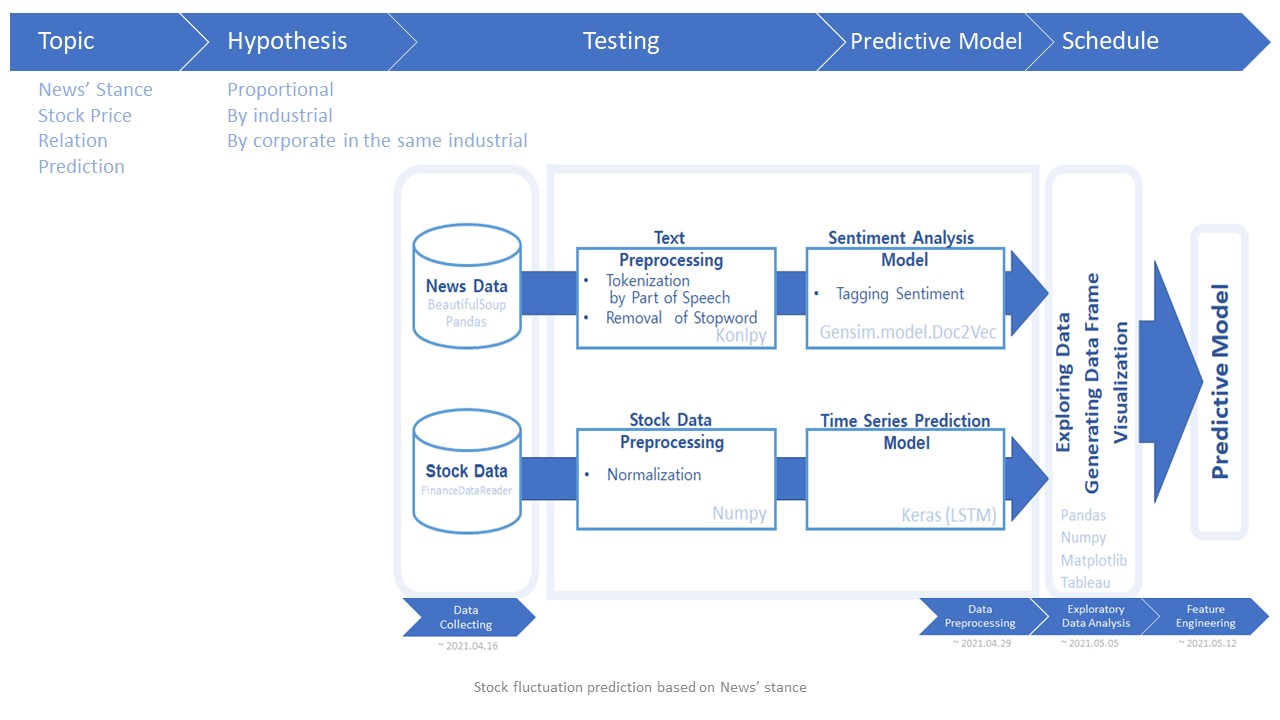 Topic
Hypothesis
Testing
Predictive Model
Schedule
News’ Stance
Stock Price
Relation
Prediction
Proportional
By industrial
By corporate in the same industrial
News Data
BeautifulSoup
Pandas
Text
Preprocessing
• Tokenization
by Part of Speech
• Removal of Stopword
Konlpy
Sentiment Analysis
Model
• Tagging Sentiment
Gensim.model.Doc2Vec
Stock Data
FinanceDataReader
Stock Data
Preprocessing
• Normalization
Numpy
Time Series Prediction
Model
Keras (LSTM)
Exploring Data
Generating Data Frame
Visualization
Pandas
Numpy
Matplotlib
Tableau
Predictive Model
Data
Collecting
~ 2021.04.16
Data
Preprocessing
~ 2021.04.29
Exploratory
Data Analysis
~ 2021.05.05
Feature
Engineering
~ 2021.05.12
Stock fluctuation prediction based on News’ stance